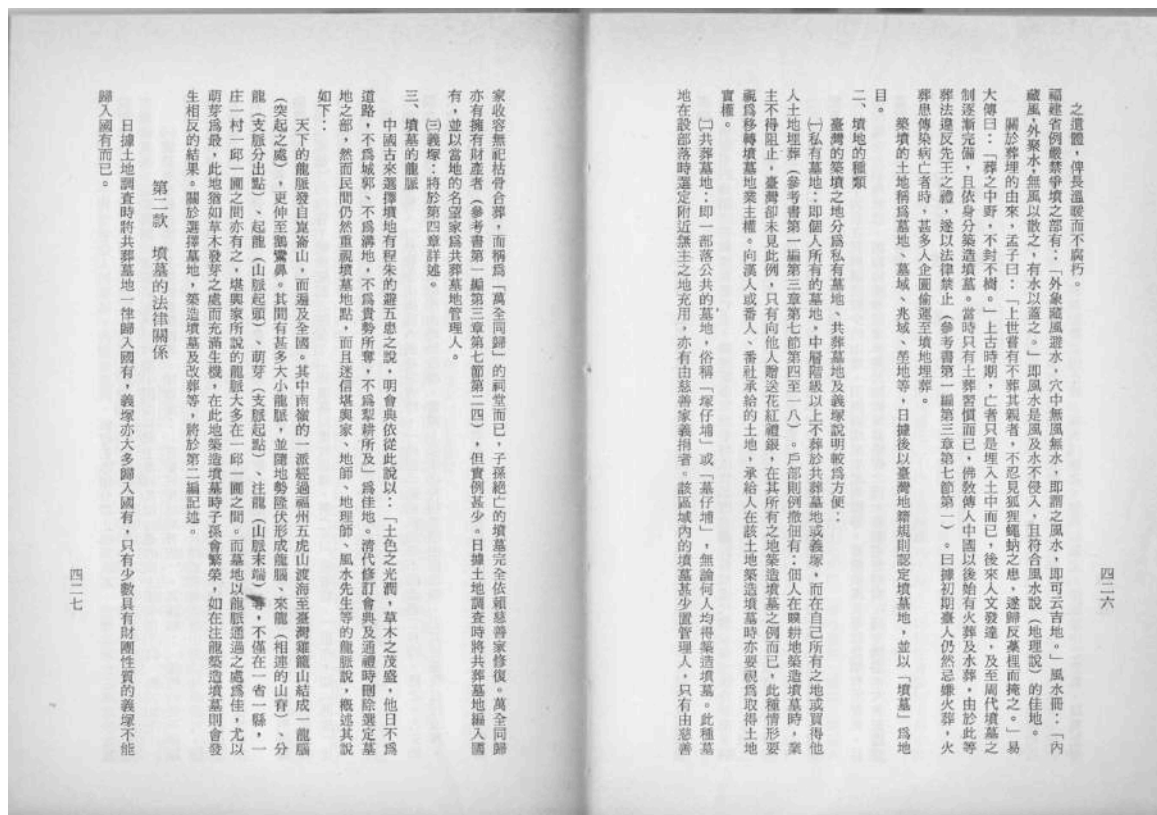 四二六
之遺體，俾長溫暖而不腐朽。
福建省例嚴禁爭墳之部有：「外象藏風遊水，穴中無風無水，即謂之風水，即可云吉地。」風水冊：「內
藏風，外聚水，無風以散之，有水以蓋之。」即風水是風及水不侵入，且符合風水說（地理說）的佳地。
關於葬埋的由來，孟子曰：「上世嘗有不葬其親者，不忍見狐狸蠅蚋之患，遂歸反蔂梩而掩之。」易
大傳曰：「葬之中野，不封不樹。」上古時期，亡者只是埋入土中而已，後來人文發達，及至周代墳墓之
制逐漸完備，且依身分築造墳墓。當時只有土葬習慣而已，佛教傳人中國以後始有火葬及水葬，由於此等
葬法違反先王之禮，遂以法律禁止（參考書第一編第三章第七節第一）。日據初期臺人仍然忌嫌火葬，火
葬患傳染病亡者時，甚多人企圖偷運至墳地埋葬。
築墳的土地稱爲墓地、墓域、兆域、塋地等，日據後以臺灣地籍規則認定墳墓地，並以「墳墓」爲地
目。
二、墳地的種類
臺灣的築墳之地分爲私有墓地、共葬墓地及義塚說明較爲方便：
㈠私有墓地：即個人所有的墓地，中層階級以上不葬於共葬墓地或義塚，而在自己所有之地或買得他
人土地埋葬（參考書第一編第三章第七節第四至一八）。戶部則例撤佃有：佃人在贌耕地築造墳墓時，業
主不得阻止，臺灣卻未見此例，只有向他人贈送花紅禮銀，在其所有之地築造墳墓之例而已，此種情形要
視爲移轉墳墓地業主權。向漢人或番人、番社承給的土地，承給人在該土地築造墳墓時亦要視爲取得土地
實權。
㈡共葬墓地：即一部落公共的墓地，俗稱「塚仔埔」或「墓仔埔」，無論何人均得築造墳墓。此種墓
地在設部落時選定附近無主之地充用，亦有由慈善家義捐者。該區域內的墳墓甚少置管理人，只有由慈善
家收容無祀枯骨合葬，而稱爲「萬全同歸」的祠堂而已，子孫絕亡的墳墓完全依賴慈善家修復。萬全同歸
亦有擁有財產者（參考書第一編第三章第七節第二四），但實例甚少。日據土地調查時將共葬墓地編入國
有，並以當地的名望家爲共葬墓地管理人。
㈢義塚：將於第四章詳述。
三、墳墓的龍脈
中國古來選擇墳地有程朱的避五患之說，明會典依從此說以：「土色之光潤，草木之茂盛，他日不爲
道路，不爲城郭、不爲溝地，不爲貴勢所奪，不爲犁耕所及」爲佳地。清代修訂會典及通禮時刪除選定墓
地之部，然而民間仍然重視墳墓地點，而且迷信堪輿家、地師、地理師、風水先生等的龍脈說，概述其說
如下：
天下的龍脈發自崑崙山，而遍及全國。其中南嶺的一派經過福州五虎山渡海至臺灣雞龍山結成一龍腦
（突起之處），更伸至鵝鸞鼻。其間有甚多大小龍脈，並隨地勢隆伏形成龍腦、來龍（相連的山脊）、分
龍（支脈分出點）、起龍（山脈起頭）、萌芽（支脈起點）、注龍（山脈末端）等，不僅在一省一縣，一
庄一村一邱一圃之間亦有之，堪輿家所說的龍脈大多在一邱一圃之間。而墓地以龍脈通過之處爲佳，尤以
萌芽爲最，此地猶如草木發芽之處而充滿生機，在此地築造墳墓時子孫會繁榮，如在注龍築造墳墓則會發
生相反的結果。關於選擇墓地，築造墳墓及改葬等，將於第二編記述。
第二款　墳墓的法律關係
日據土地調查時將共葬墓地一律歸入國有，義塚亦大多歸入國有，只有少數具有財團性質的義塚不能
歸入國有而已。
四二七